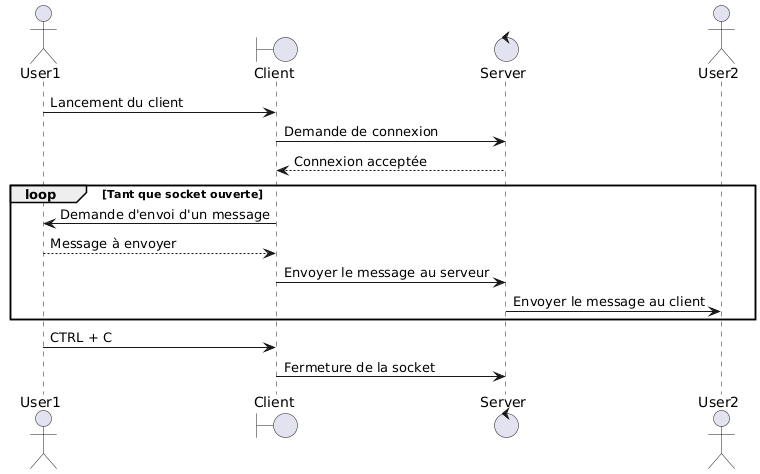 User1
Client
Server
User2
Lancement du client
Demande de connexion
Connexion acceptée
loop [Tant que socket ouverte]
Demande d'envoi d'un message
Message à envoyer
Envoyer le message au serveur
Envoyer le message au client
CTRL + C
Fermeture de la socket
User1
Client
Server
User2